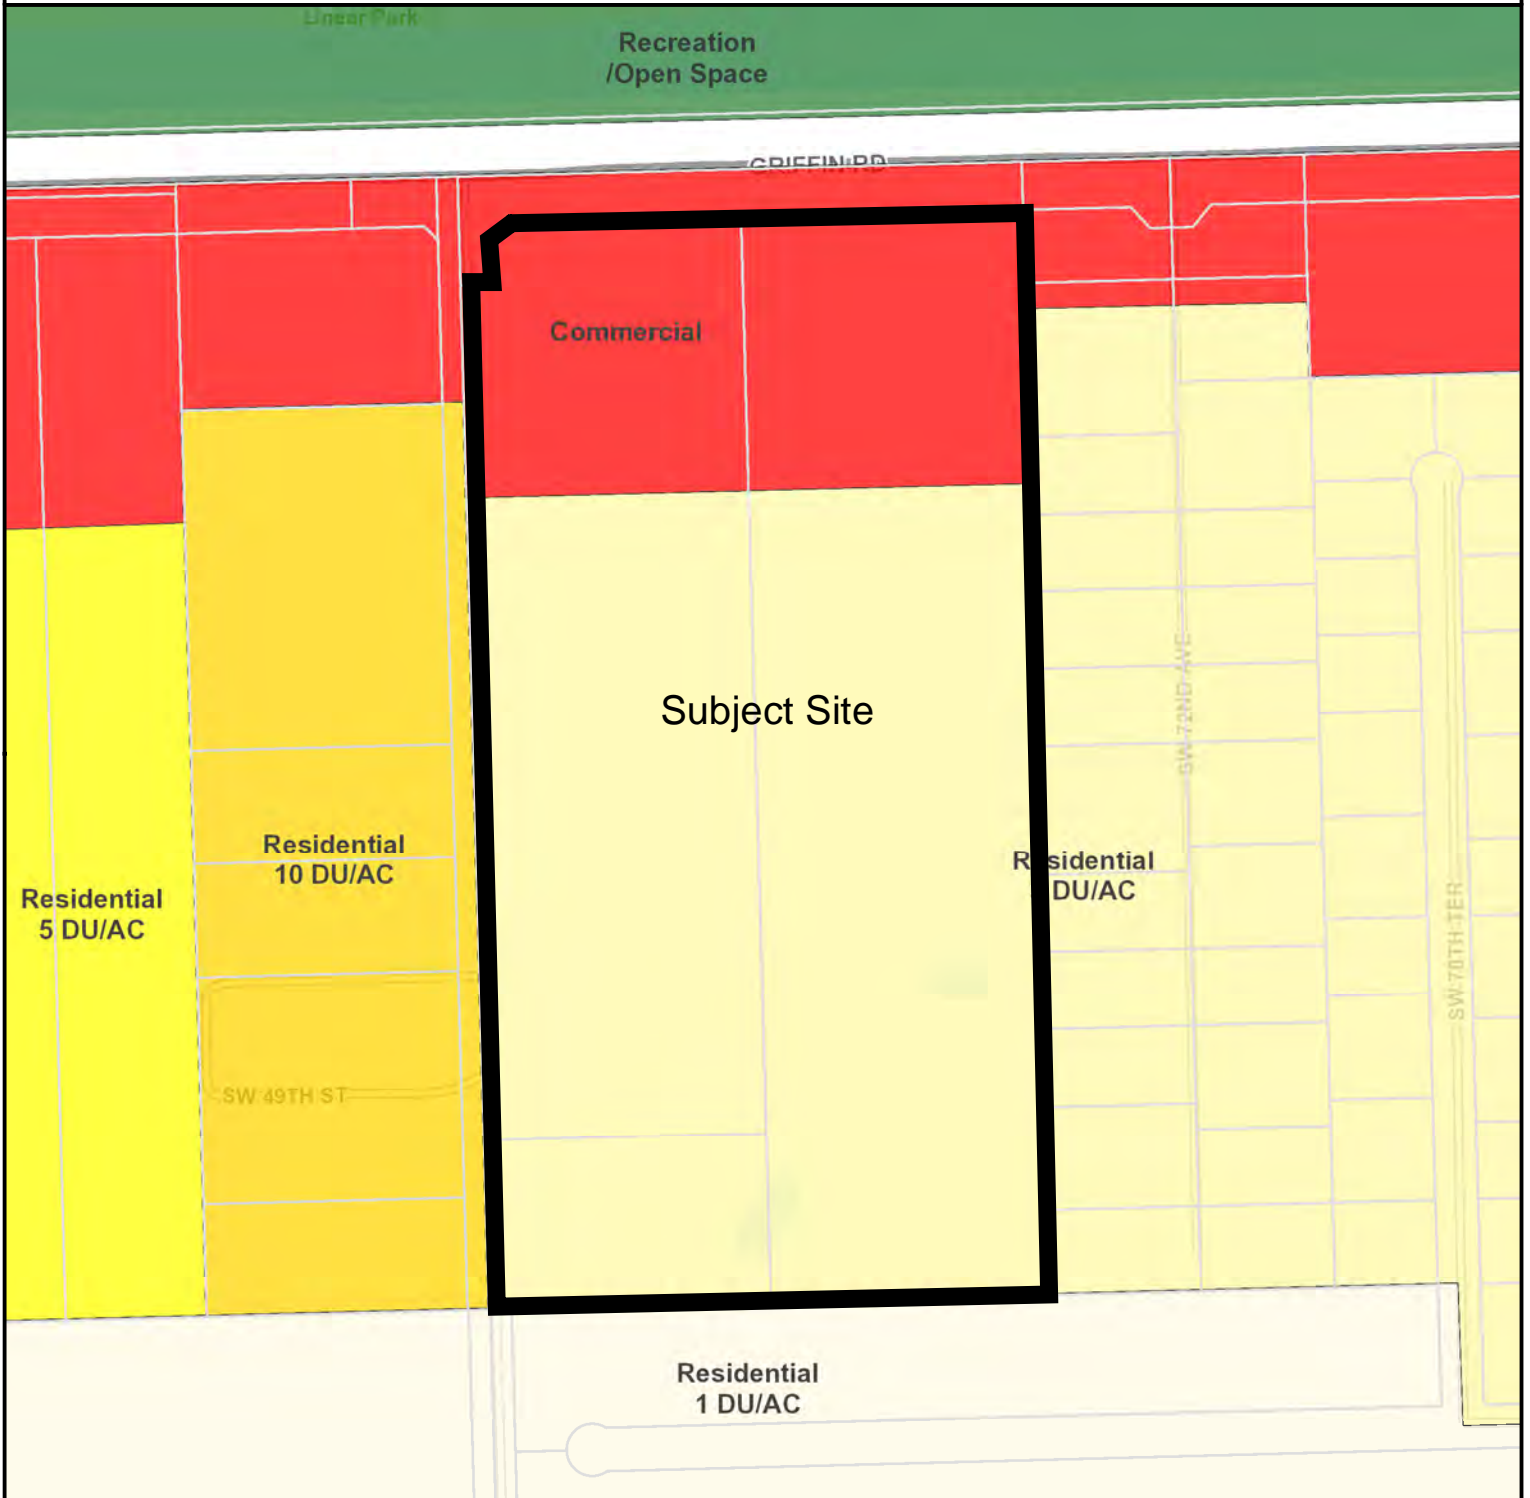 Linear Park
Recreation
/Open Space
GRIFFIN RD
Commercial
Subject Site
SW 72ND AVE
Residential
10 DU/AC
Residential
DU/AC
Residential
5 DU/AC
SW 70TH TER
SW 49TH ST
Residential
1 DU/AC